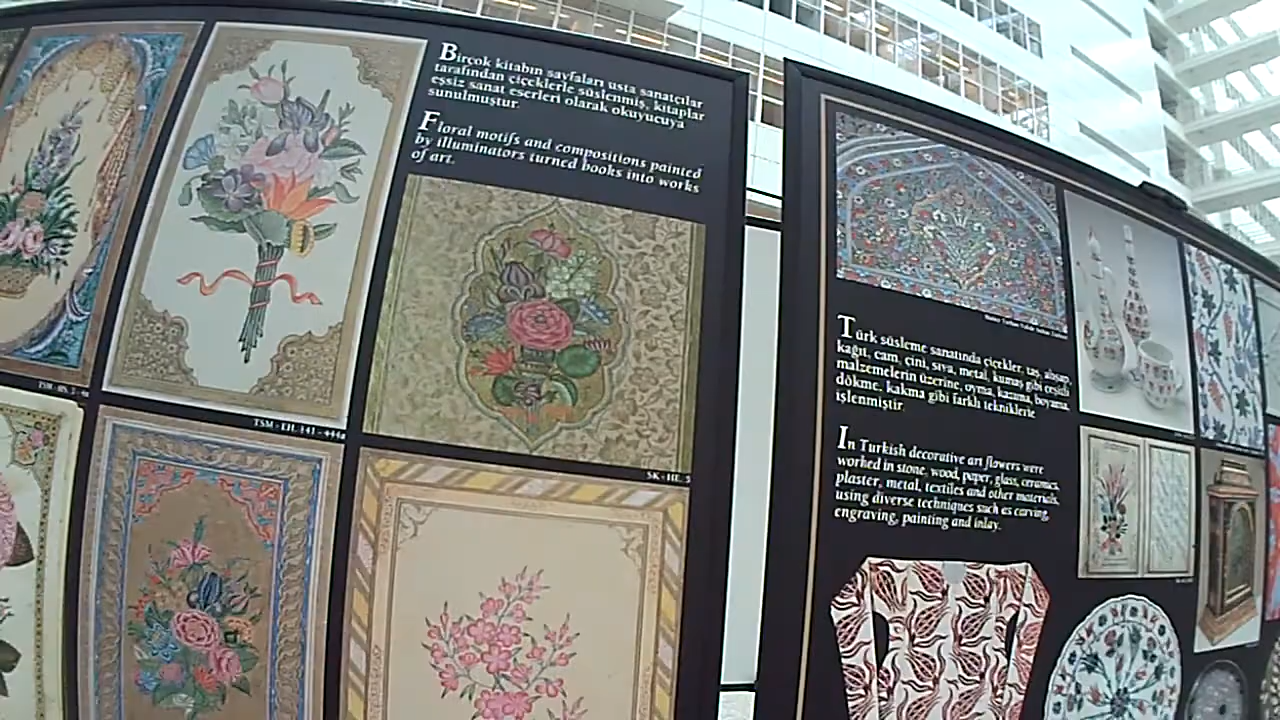 Birçok kitabın sayfaları usta sanatçılar
tarafından çiçeklerle süslenmiş, kitaplar
eşsiz sanat eserleri olarak okuyucuya
sunulmuştur.
Floral motifs and compositions painted
by illuminators turned books into works
of art.
TSM - EH. 141 - 444a
SK - HE. 5
Türk süsleme sanatında çiçekler, taş, ahşap,
kağıt, cam, çini, sıva, metal, kumaş gibi çeşitli
malzemelerin üzerine, oyma, kazıma, boyama,
dökme, kakma gibi farklı tekniklerle
işlenmiştir.
In Turkish decorative art flowers were
worked in stone, wood, paper, glass, ceramics,
plaster, metal, textiles and other materials,
using diverse techniques such as carving,
engraving, painting and inlay.